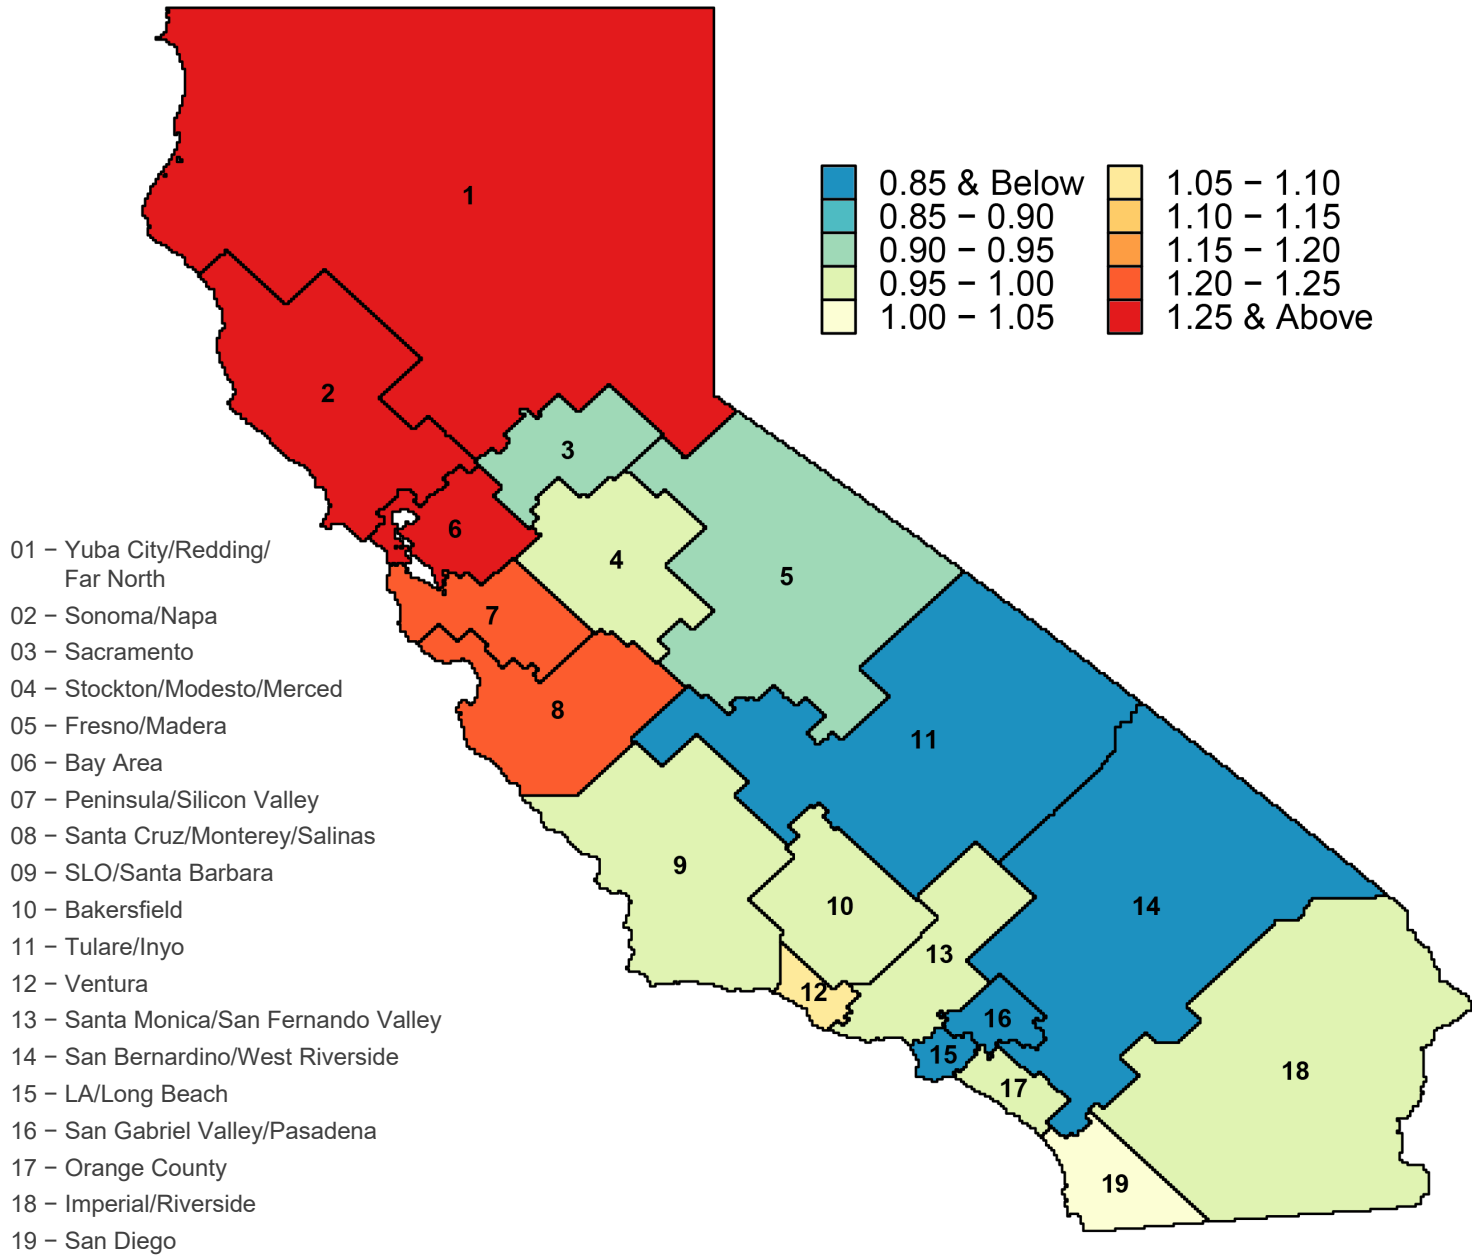 1
0.85 & Below
0.85 − 0.90
0.90 − 0.95
0.95 − 1.00
1.00 − 1.05
1.05 − 1.10
1.10 − 1.15
1.15 − 1.20
1.20 − 1.25
1.25 & Above
2
3
6
4
5
7
8
11
9
10
14
13
12
16
15
17
18
19
01 − Yuba City/Redding/
Far North
02 − Sonoma/Napa
03 − Sacramento
04 − Stockton/Modesto/Merced
05 − Fresno/Madera
06 − Bay Area
07 − Peninsula/Silicon Valley
08 − Santa Cruz/Monterey/Salinas
09 − SLO/Santa Barbara
10 − Bakersfield
11 − Tulare/Inyo
12 − Ventura
13 − Santa Monica/San Fernando Valley
14 − San Bernardino/West Riverside
15 − LA/Long Beach
16 − San Gabriel Valley/Pasadena
17 − Orange County
18 − Imperial/Riverside
19 − San Diego